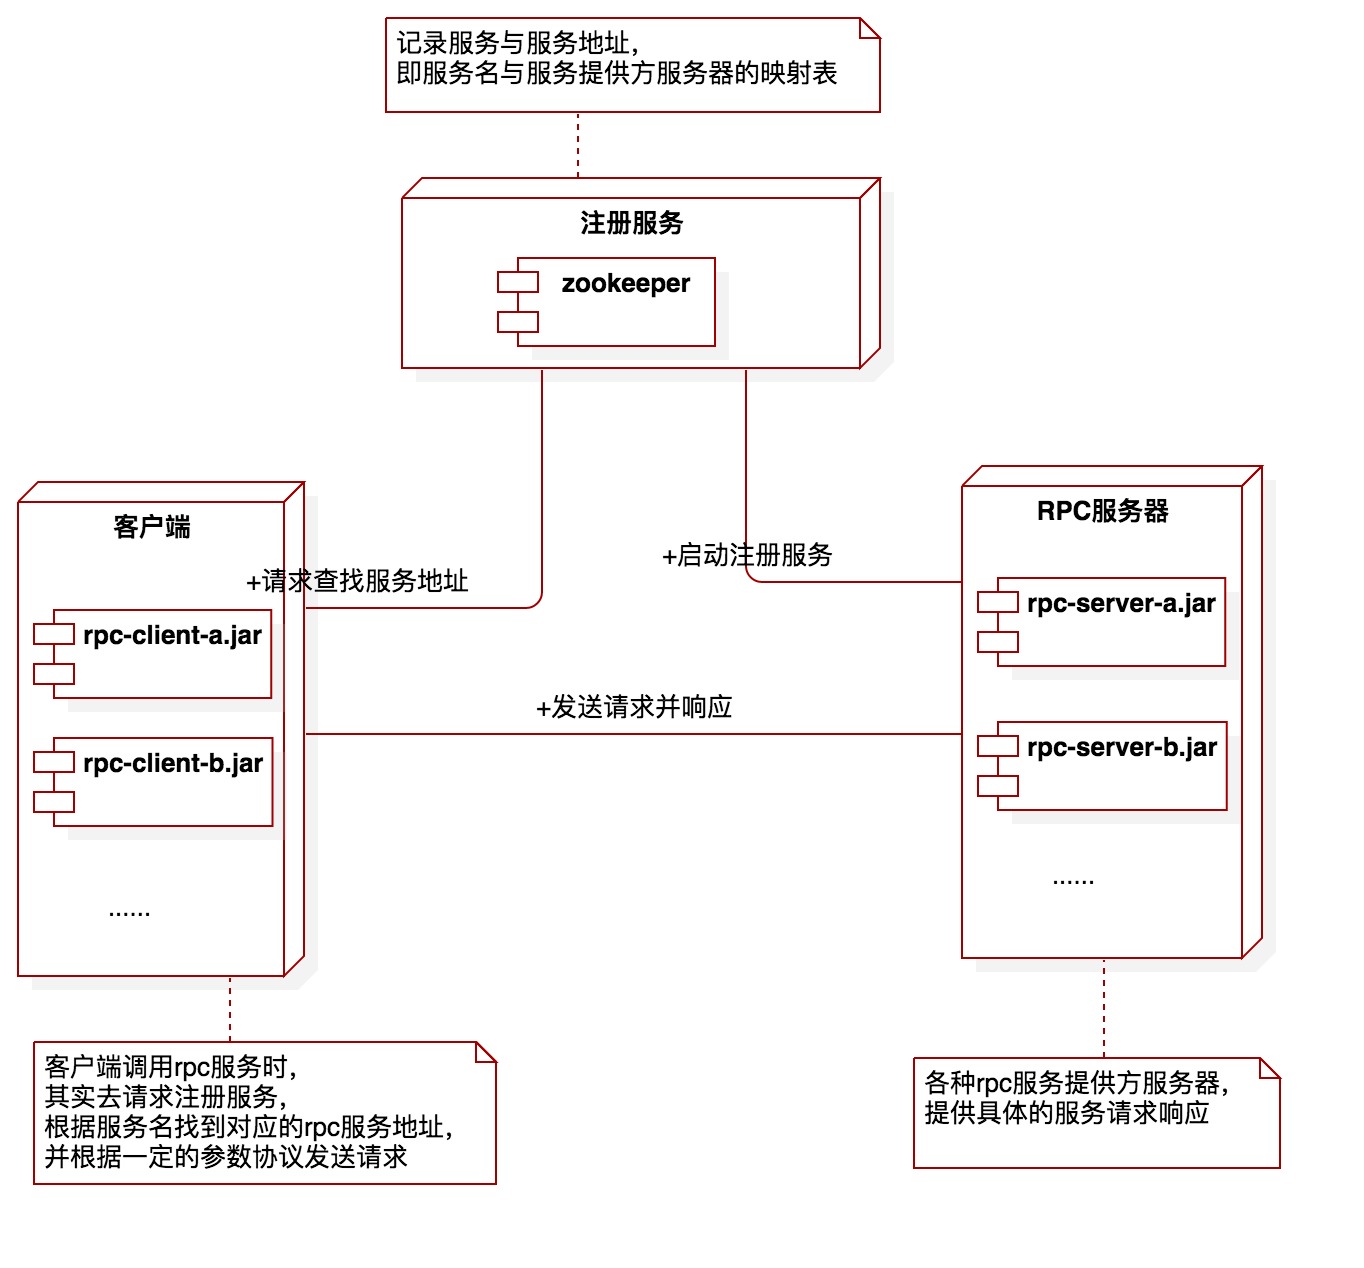 记录服务与服务地址，
即服务名与服务提供方服务器的映射表
注册服务
zookeeper
客户端
+请求查找服务地址
rpc-client-a.jar
rpc-client-b.jar
......
+启动注册服务
+发送请求并响应
RPC服务器
rpc-server-a.jar
rpc-server-b.jar
......
客户端调用rpc服务时，
其实去请求注册服务，
根据服务名找到对应的rpc服务地址，
并根据一定的参数协议发送请求
各种rpc服务提供方服务器，
提供具体的服务请求响应